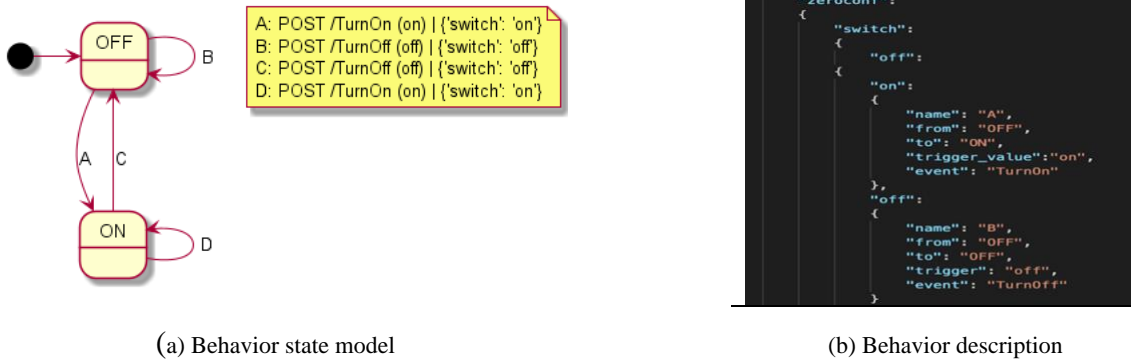 OFF
B
A: POST /TurnOn (on) | {'switch': 'on'}
B: POST /TurnOff (off) | {'switch': 'off'}
C: POST /TurnOff (off) | {'switch': 'off'}
D: POST /TurnOn (on) | {'switch': 'on'}
A
C
ON
D
(a) Behavior state model
"zeroconf":
{
"switch":
{
"off":
{
"on":
{
"name": "A",
"from": "OFF",
"to": "ON",
"trigger_value":"on",
"event": "TurnOn"
},
"off":
{
"name": "B",
"from": "OFF",
"to": "OFF",
"trigger": "off",
"event": "TurnOff"
}
(b) Behavior description